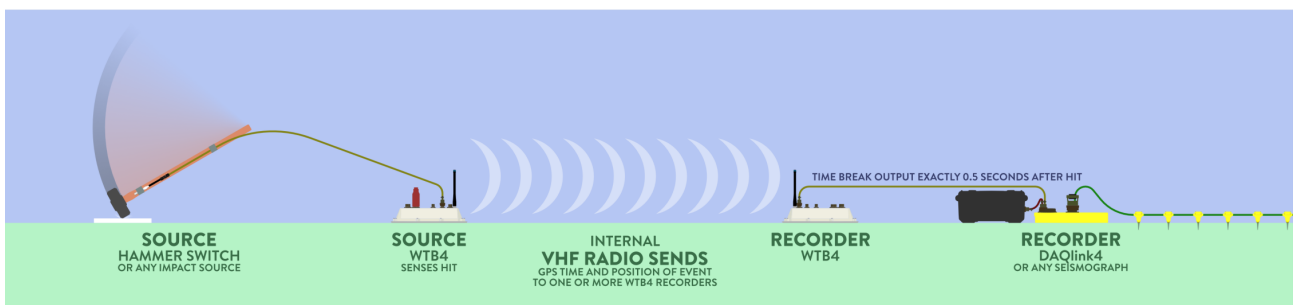 TIME BREAK OUTPUT EXACTLY 0.5 SECONDS AFTER HIT
SOURCE
HAMMER SWITCH
OR ANY IMPACT SOURCE
SOURCE
WTB4
SENSES HIT
INTERNAL
VHF RADIO SENDS
GPS TIME AND POSITION OF EVENT
TO ONE OR MORE WTB4 RECORDERS
RECORDER
WTB4
RECORDER
DAQlink4
OR ANY SEISMOGRAPH